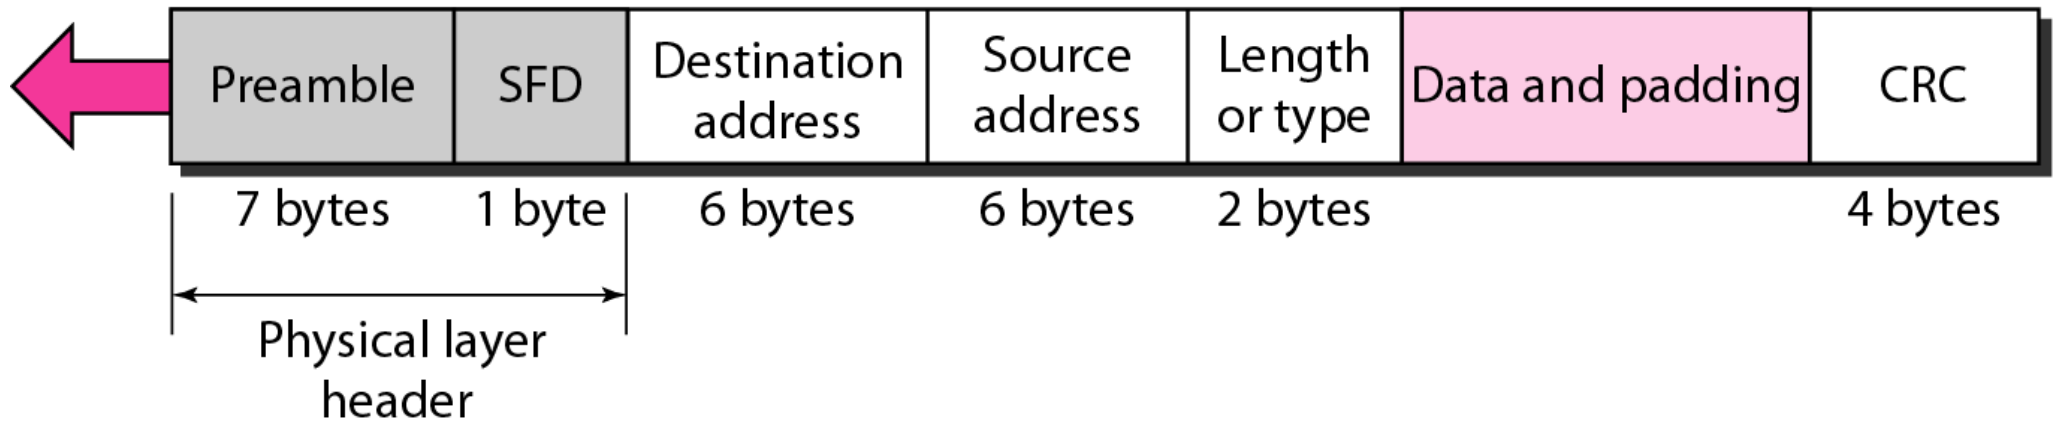 Preamble
SFD
Destination
address
Source
address
Length
or type
Data and padding
CRC
7 bytes
1 byte
6 bytes
6 bytes
2 bytes
4 bytes
Physical layer
header